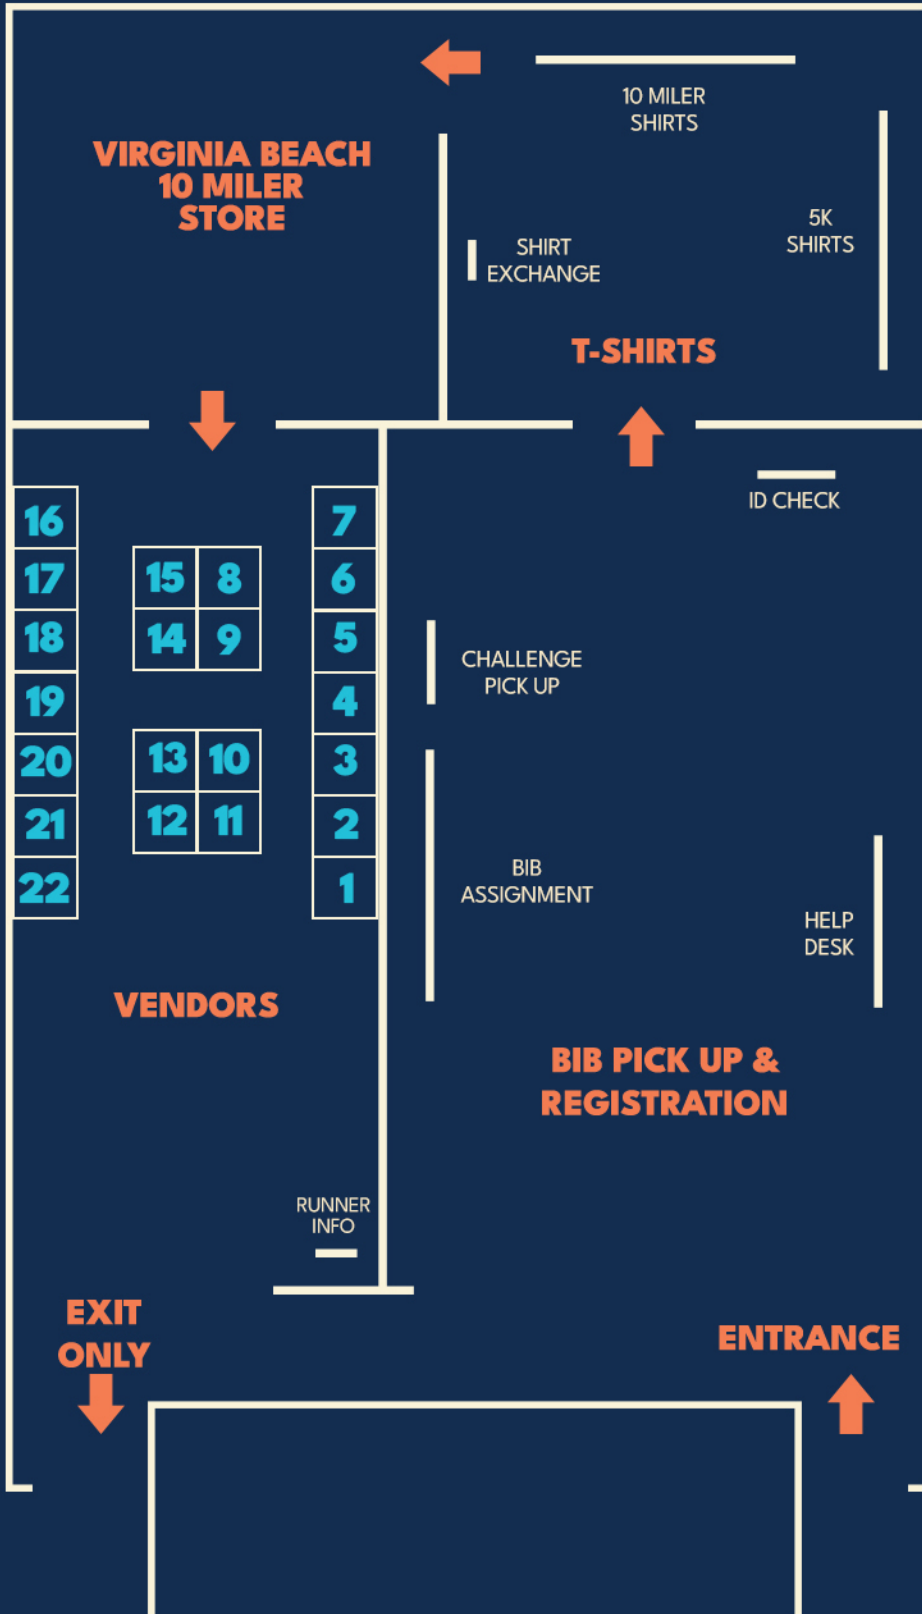 VIRGINIA BEACH
10 MILER
STORE
10 MILER
SHIRTS
5K
SHIRTS
SHIRT
EXCHANGE
T-SHIRTS
ID CHECK
16
17
18
19
20
21
22
15 8
14 9
13 10
12 11
7
6
5
4
3
2
1
CHALLENGE
PICK UP
BIB
ASSIGNMENT
HELP
DESK
VENDORS
BIB PICK UP &
REGISTRATION
RUNNER
INFO
EXIT
ONLY
ENTRANCE